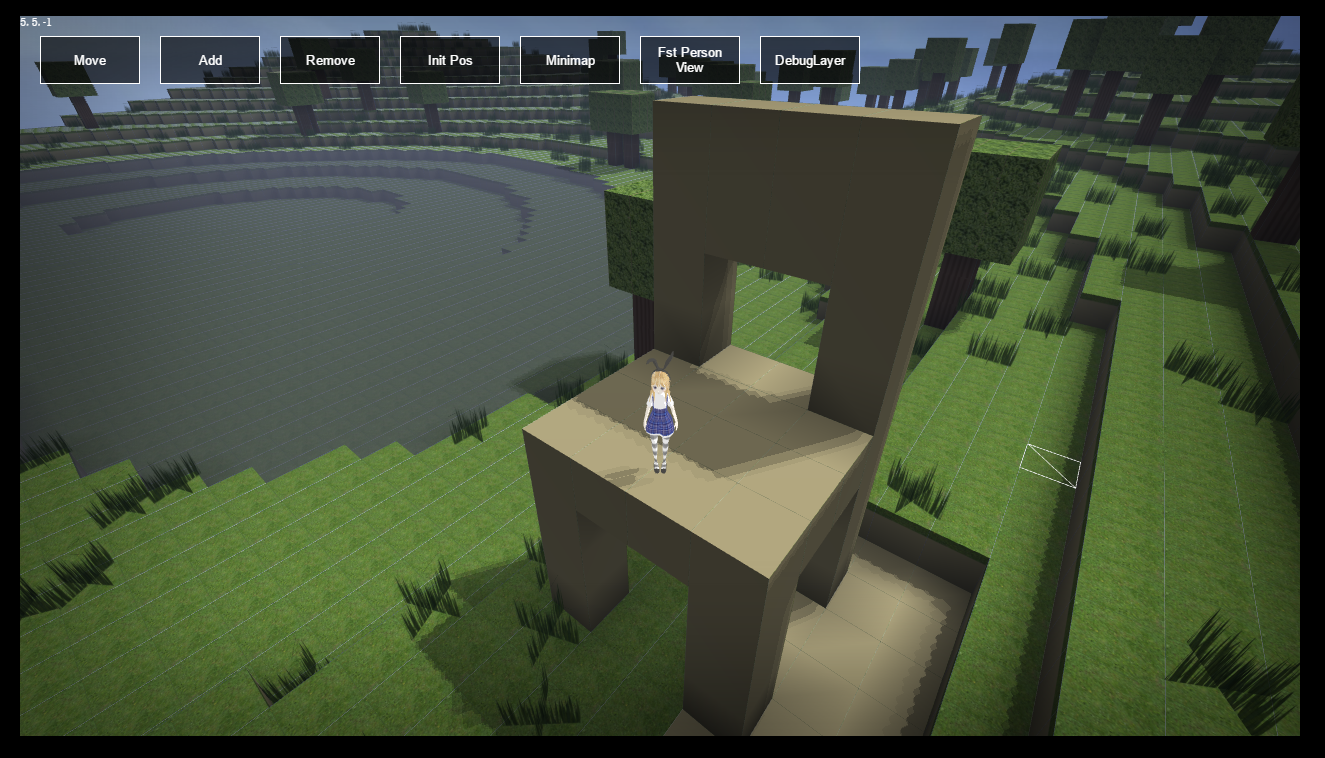 5. 5. -1
Move
Add
Remove
Init Pos
Minimap
Fst Person
View
DebugLayer